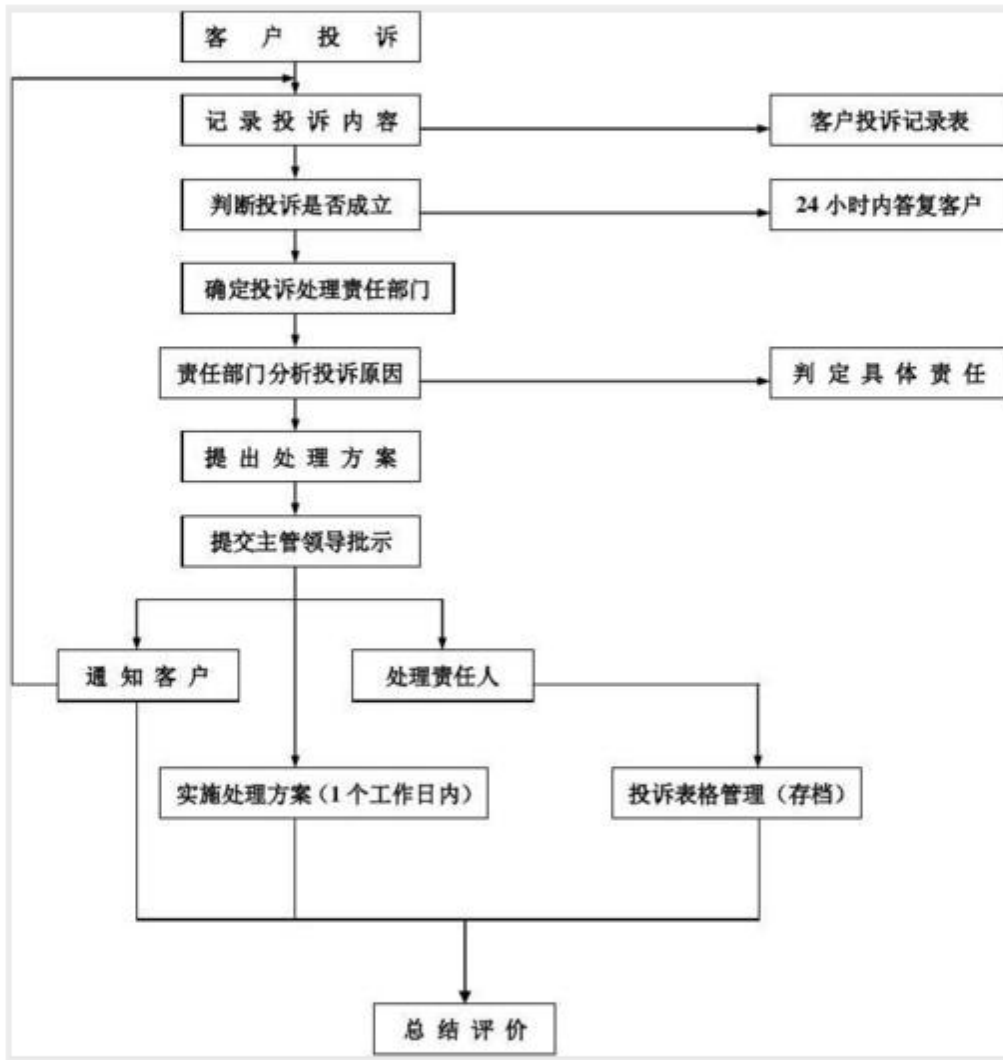 客户投诉
记录投诉内容
客户投诉记录表
判断投诉是否成立
24小时内答复客户
确定投诉处理责任部门
责任部门分析投诉原因
判定具体责任
提出处理方案
提交主管领导批示
通知客户
处理责任人
实施处理方案（1个工作日内）
投诉表格管理（存档）
总结评价